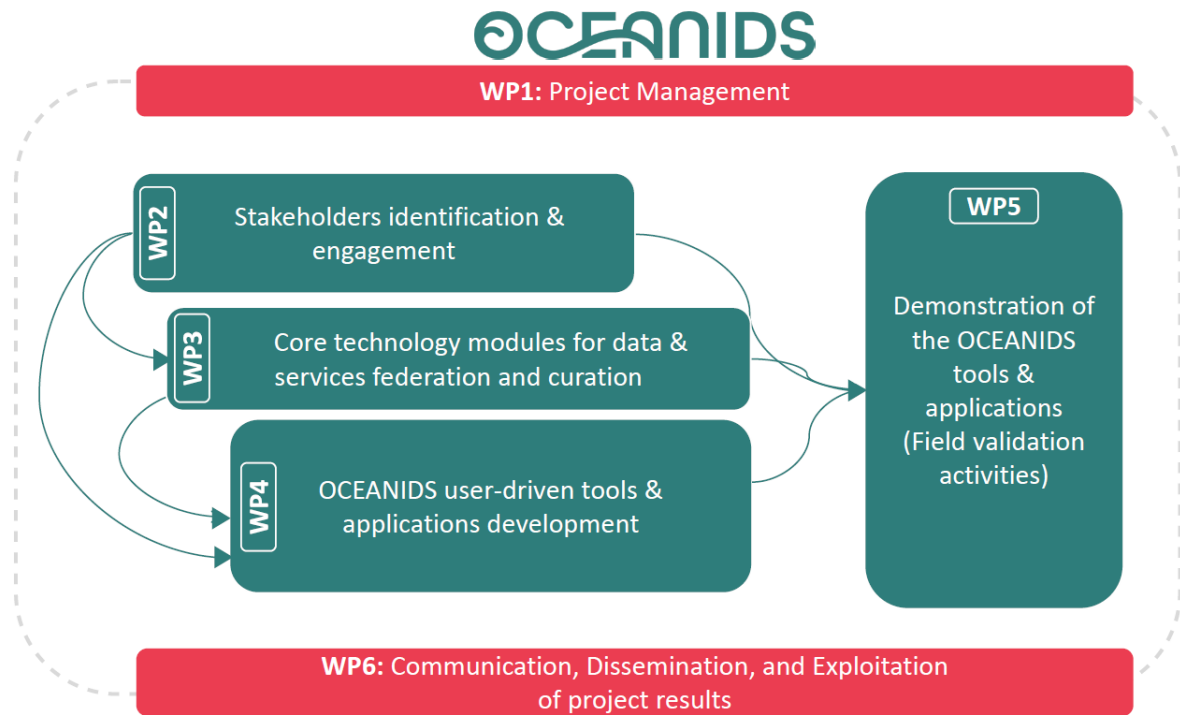 OCEANIDS
WP1: Project Management
WP2
Stakeholders identification &
engagement
WP3
Core technology modules for data &
services federation and curation
WP4
OCEANIDS user-driven tools &
applications development
WP5
Demonstration of
the OCEANIDS
tools &
applications
(Field validation
activities)
WP6: Communication, Dissemination, and Exploitation
of project results